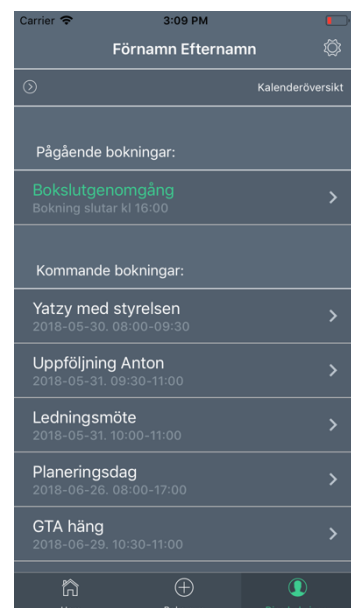 Carrier 3:09 PM
Förnamn Efternamn
Kalenderöversikt
Pågående bokningar:
Bokslutgenomgång
Bokning slutar kl 16:00
Kommande bokningar:
Yatzy med styrelsen
2018-05-30. 08:00-09:30
Uppföljning Anton
2018-05-31. 09:30-11:00
Ledningsmöte
2018-05-31. 10:00-11:00
Planeringsdag
2018-06-26. 08:00-17:00
GTA häng
2018-06-29. 10:30-11:00